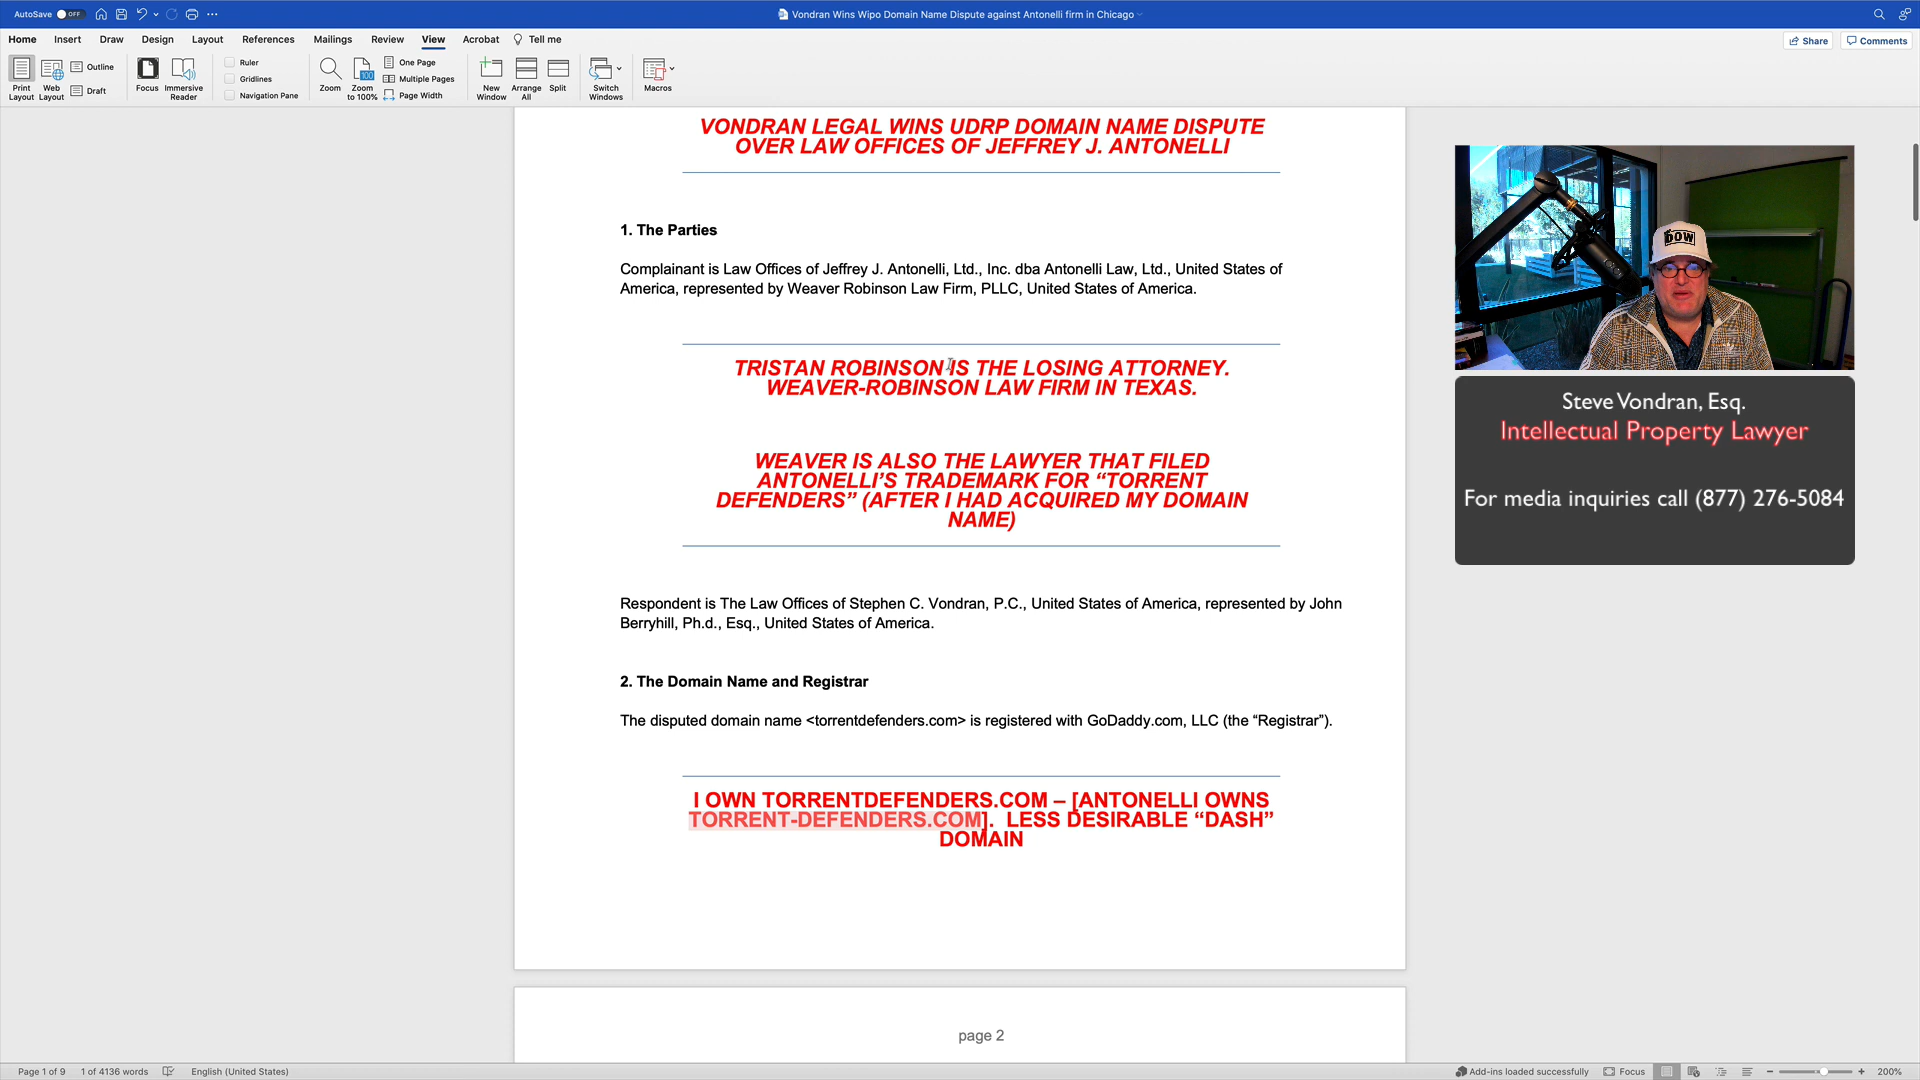 AutoSave OFF
Vondran Wins Wipo Domain Name Dispute against Antonelli firm in Chicago
Home Insert Draw Design Layout References Mailings Review View Acrobat Tell me
Share Comments
Print Layout
Web Layout
Outline
Draft
Focus
Immersive Reader
Ruler
Gridlines
Navigation Pane
Zoom
100
Zoom to 100%
One Page
Multiple Pages
Page Width
New Window
Arrange All
Split
Switch Windows
Macros
VONDRAN LEGAL WINS UDRP DOMAIN NAME DISPUTE
OVER LAW OFFICES OF JEFFREY J. ANTONELLI
1. The Parties
Complainant is Law Offices of Jeffrey J. Antonelli, Ltd., Inc. dba Antonelli Law, Ltd., United States of
America, represented by Weaver Robinson Law Firm, PLLC, United States of America.
TRISTAN ROBINSON IS THE LOSING ATTORNEY.
WEAVER-ROBINSON LAW FIRM IN TEXAS.
WEAVER IS ALSO THE LAWYER THAT FILED
ANTONELLI’S TRADEMARK FOR “TORRENT
DEFENDERS” (AFTER I HAD ACQUIRED MY DOMAIN
NAME)
Respondent is The Law Offices of Stephen C. Vondran, P.C., United States of America, represented by John
Berryhill, Ph.d., Esq., United States of America.
2. The Domain Name and Registrar
The disputed domain name <torrentdefenders.com> is registered with GoDaddy.com, LLC (the “Registrar”).
I OWN TORRENTDEFENDERS.COM – [ANTONELLI OWNS
TORRENT-DEFENDERS.COM]. LESS DESIRABLE “DASH”
DOMAIN
page 2
DOW
Steve Vondran, Esq.
Intellectual Property Lawyer
For media inquiries call (877) 276-5084
Page 1 of 9 1 of 4136 words English (United States)
Add-ins loaded successfully Focus 200%